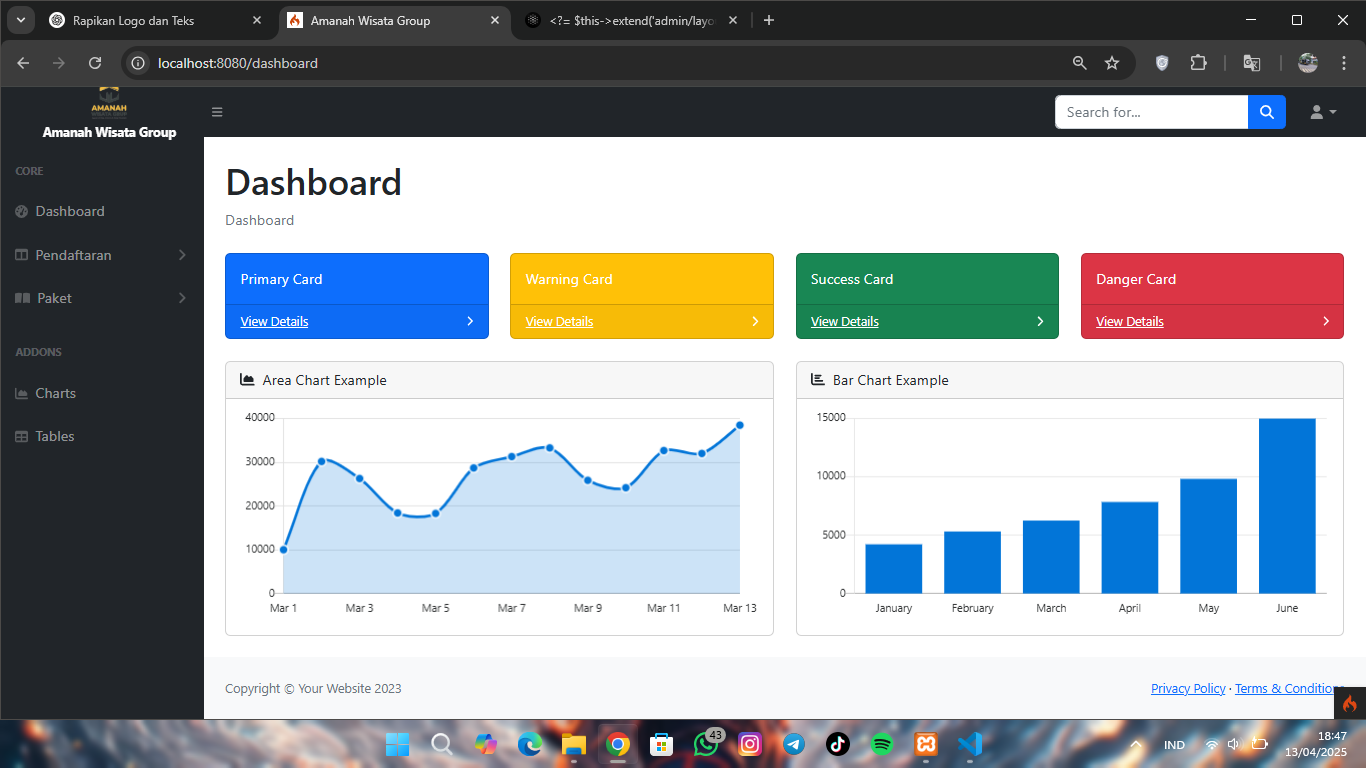 Rapikan Logo dan Teks
Amanah Wisata Group
<?= $this->extend('admin/layo
localhost:8080/dashboard
AMANAH
Amanah Wisata Group
Search for...
CORE
Dashboard
Pendaftaran
Paket
ADDONS
Charts
Tables
Dashboard
Dashboard
Primary Card
View Details
Warning Card
View Details
Success Card
View Details
Danger Card
View Details
Area Chart Example
40000
30000
20000
10000
0
Mar 1 Mar 3 Mar 5 Mar 7 Mar 9 Mar 11 Mar 13
Bar Chart Example
15000
10000
5000
0
January February March April May June
Copyright © Your Website 2023
Privacy Policy · Terms & Conditions
43
IND
18:47
13/04/2025